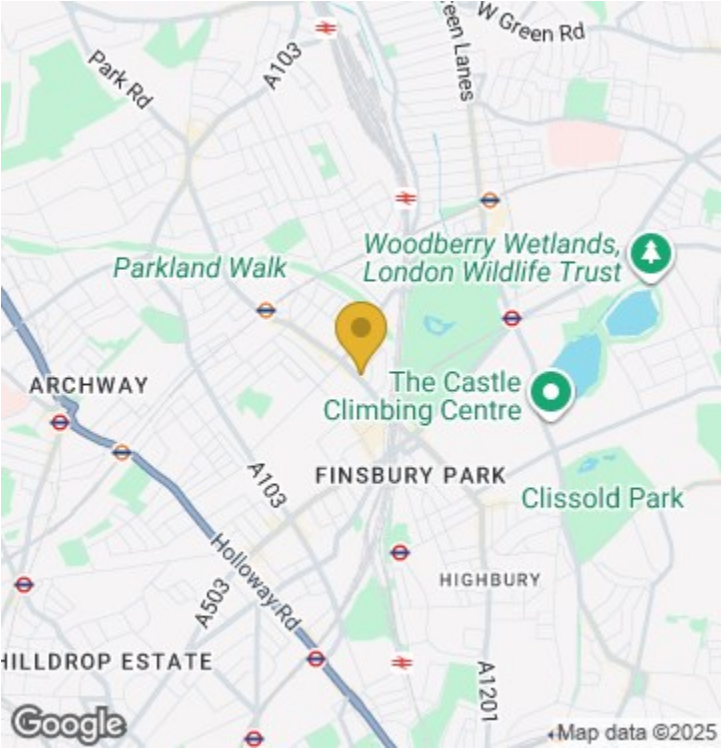 W Green Rd
Green Lanes
A103
Park Rd
Woodberry Wetlands,
London Wildlife Trust
Parkland Walk
ARCHWAY
The Castle
Climbing Centre
A103
FINSBURY PARK
Clissold Park
Holloway Rd
HIGHBURY
A503
HILLDROP ESTATE
A1201
Google
Map data ©2025